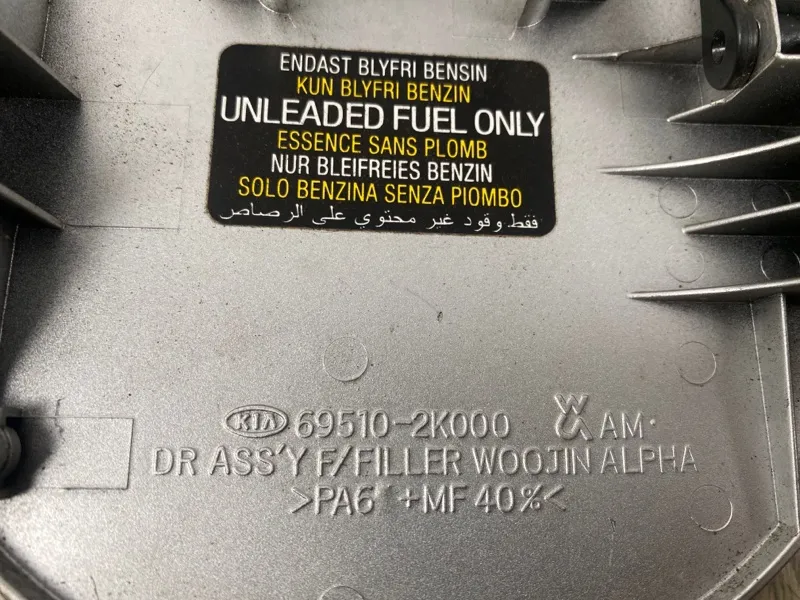 ENDAST BLYFRI BENSIN
KUN BLYFRI BENZIN
UNLEADED FUEL ONLY
ESSENCE SANS PLOMB
NUR BLEIFREIES BENZIN
SOLO BENZINA SENZA PIOMBO
فقط وقود غير محتوي على الرصاص
KIA 69510-2K000 AM·
DR ASS'Y F/FILLER WOOJIN ALPHA
>PA6 +MF 40%<